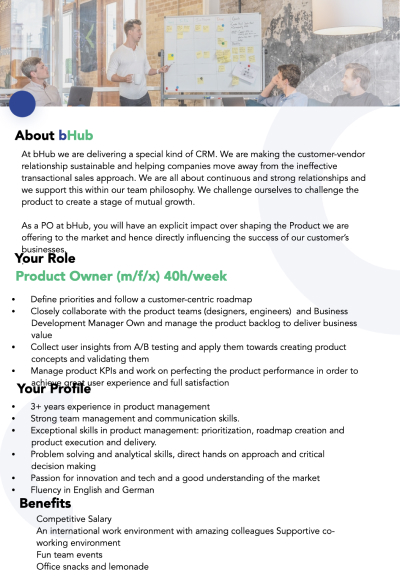 About bHub
At bHub we are delivering a special kind of CRM. We are making the customer-vendor
relationship sustainable and helping companies move away from the ineffective
transactional sales approach. We are all about continuous and strong relationships and
we support this within our team philosophy. We challenge ourselves to challenge the
product to create a stage of mutual growth.
As a PO at bHub, you will have an explicit impact over shaping the Product we are
offering to the market and hence directly influencing the success of our customer's
businesses.
Your Role
Product Owner (m/f/x) 40h/week
• Define priorities and follow a customer-centric roadmap
• Closely collaborate with the product teams (designers, engineers) and Business
Development Manager Own and manage the product backlog to deliver business
value
• Collect user insights from A/B testing and apply them towards creating product
concepts and validating them
• Manage product KPIs and work on perfecting the product performance in order to
achieve great user experience and full satisfaction
Your Profile
• 3+ years experience in product management
• Strong team management and communication skills.
• Exceptional skills in product management: prioritization, roadmap creation and
product execution and delivery.
• Problem solving and analytical skills, direct hands on approach and critical
decision making
• Passion for innovation and tech and a good understanding of the market
• Fluency in English and German
Benefits
Competitive Salary
An international work environment with amazing colleagues Supportive co-
working environment
Fun team events
Office snacks and lemonade